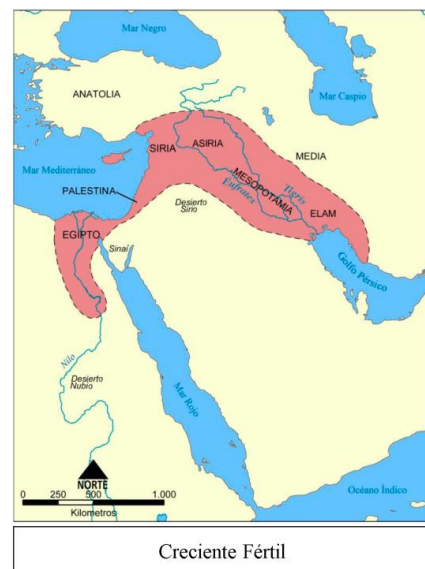 Mar Negro
Mar Caspio
ANATOLIA
ASIRIA
SIRIA
MEDIA
Mar Mediterráneo
MESOPOTAMIA
Tigris
Eufrates
PALESTINA
Desierto
Sirio
ELAM
EGIPTO
Sinaí
Golfo Pérsico
Nilo
Desierto
Nubio
Mar Rojo
NORTE
0 250 500 1.000
Kilometros
Océano Índico
Creciente Fértil